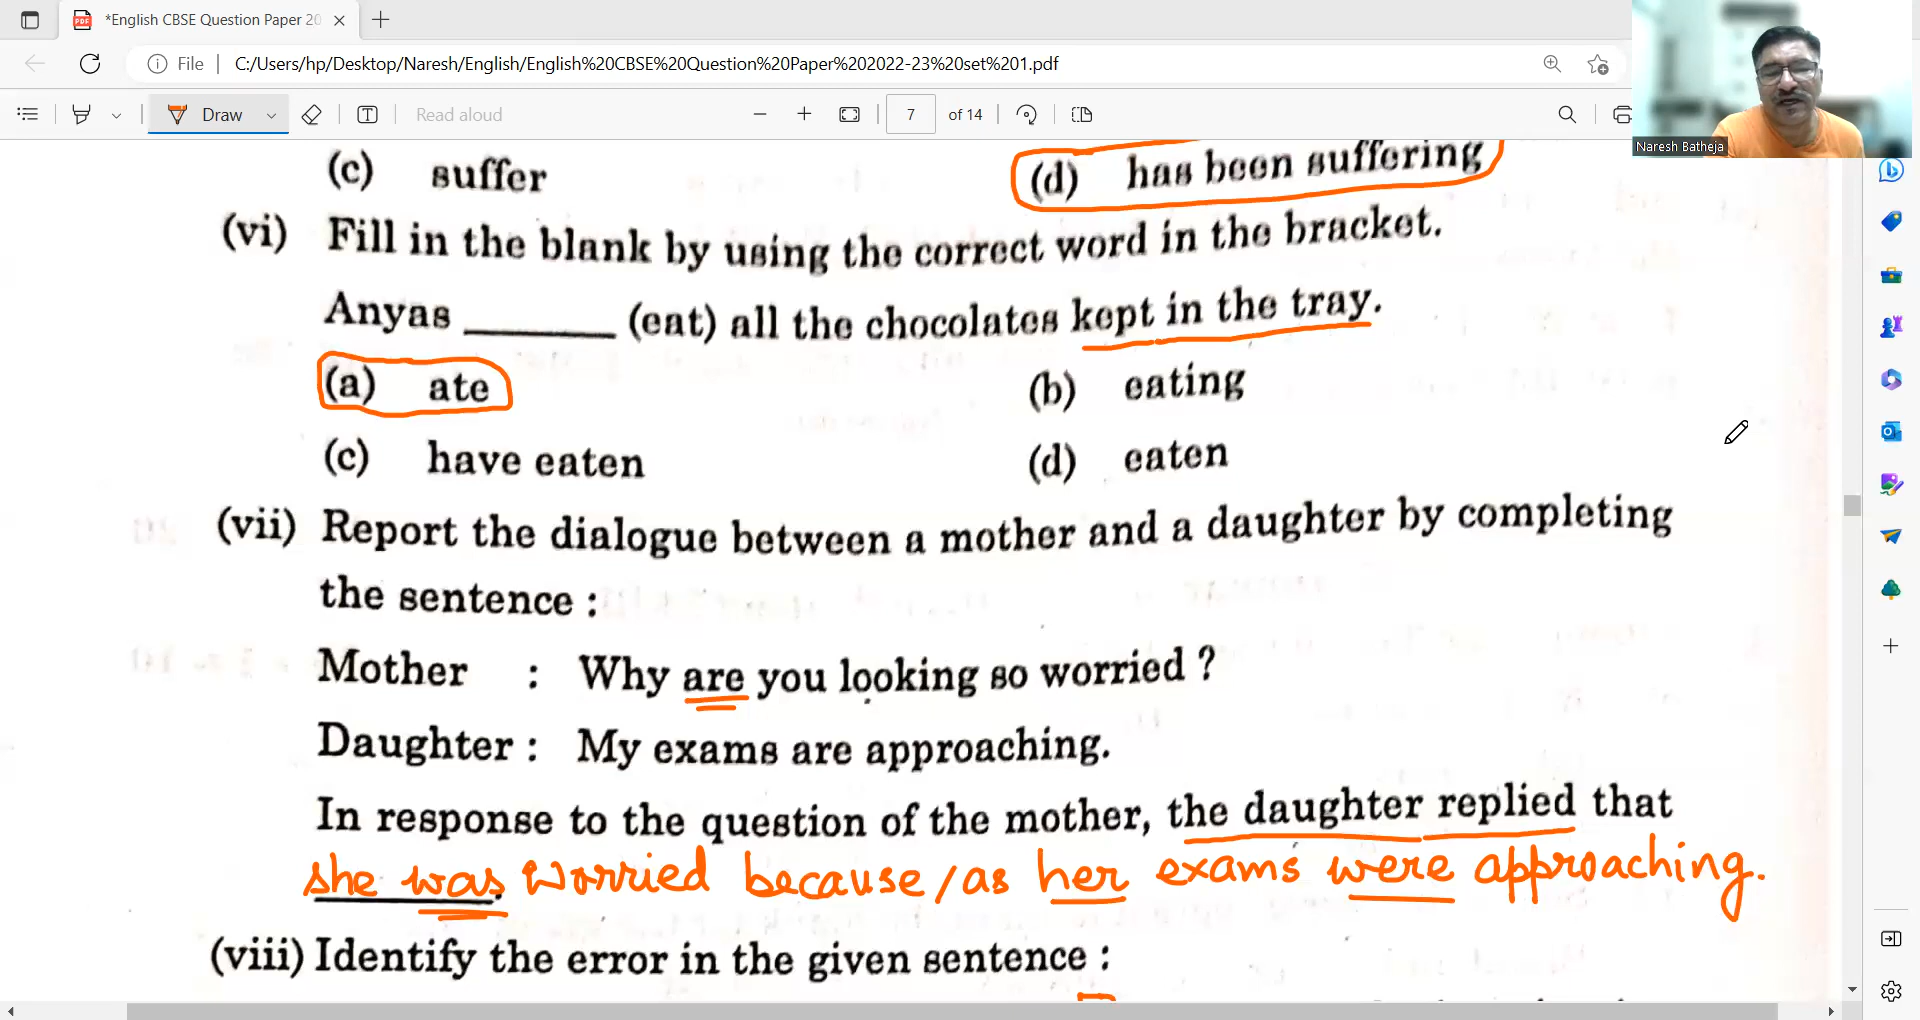 *English CBSE Question Paper 20
File
C:/Users/hp/Desktop/Naresh/English/English%20CBSE%20Question%20Paper%202022-23%20set%201.pdf
Draw
Read aloud
7 of 14
Naresh Batheja
(c) suffer (d) has been suffering
(vi) Fill in the blank by using the correct word in the bracket.
Anyas ________ (eat) all the chocolates kept in the tray.
(a) ate (b) eating
(c) have eaten (d) eaten
(vii) Report the dialogue between a mother and a daughter by completing
the sentence :
Mother : Why are you looking so worried ?
Daughter : My exams are approaching.
In response to the question of the mother, the daughter replied that
she was worried because/as her exams were approaching.
(viii) Identify the error in the given sentence :